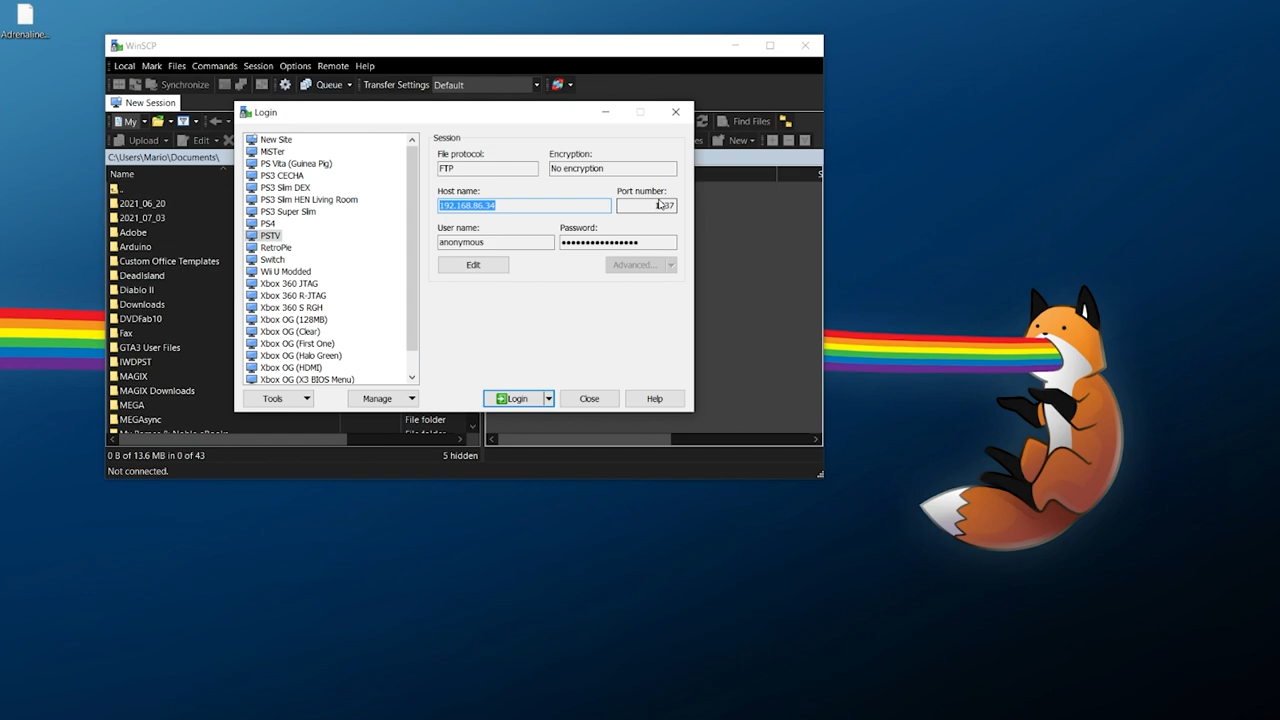 Adrenaline...
WinSCP
Local Mark Files Commands Session Options Remote Help
Synchronize Queue Transfer Settings Default
New Session
Login
My Find Files
Upload Edit New
C:\Users\Mario\Documents\
Name
..
2021_06_20
2021_07_03
Adobe
Arduino
Custom Office Templates
DeadIsland
Diablo II
Downloads
DVDFab10
Fax
GTA3 User Files
IWDPST
MAGIX
MAGIX Downloads
MEGA
MEGAsync
File folder
0 B of 13.6 MB in 0 of 43
5 hidden
Not connected.
New Site
MiSTer
PS Vita (Guinea Pig)
PS3 CECHA
PS3 Slim DEX
PS3 Slim HEN Living Room
PS3 Super Slim
PS4
PSTV
RetroPie
Switch
Wii U Modded
Xbox 360 JTAG
Xbox 360 R-JTAG
Xbox 360 S RGH
Xbox OG (128MB)
Xbox OG (Clear)
Xbox OG (First One)
Xbox OG (Halo Green)
Xbox OG (HDMI)
Xbox OG (X3 BIOS Menu)
Tools Manage
Session
File protocol: Encryption:
FTP No encryption
Host name: Port number:
192.168.86.34
User name: Password:
anonymous ••••••••••••••••
Edit Advanced...
Login Close Help